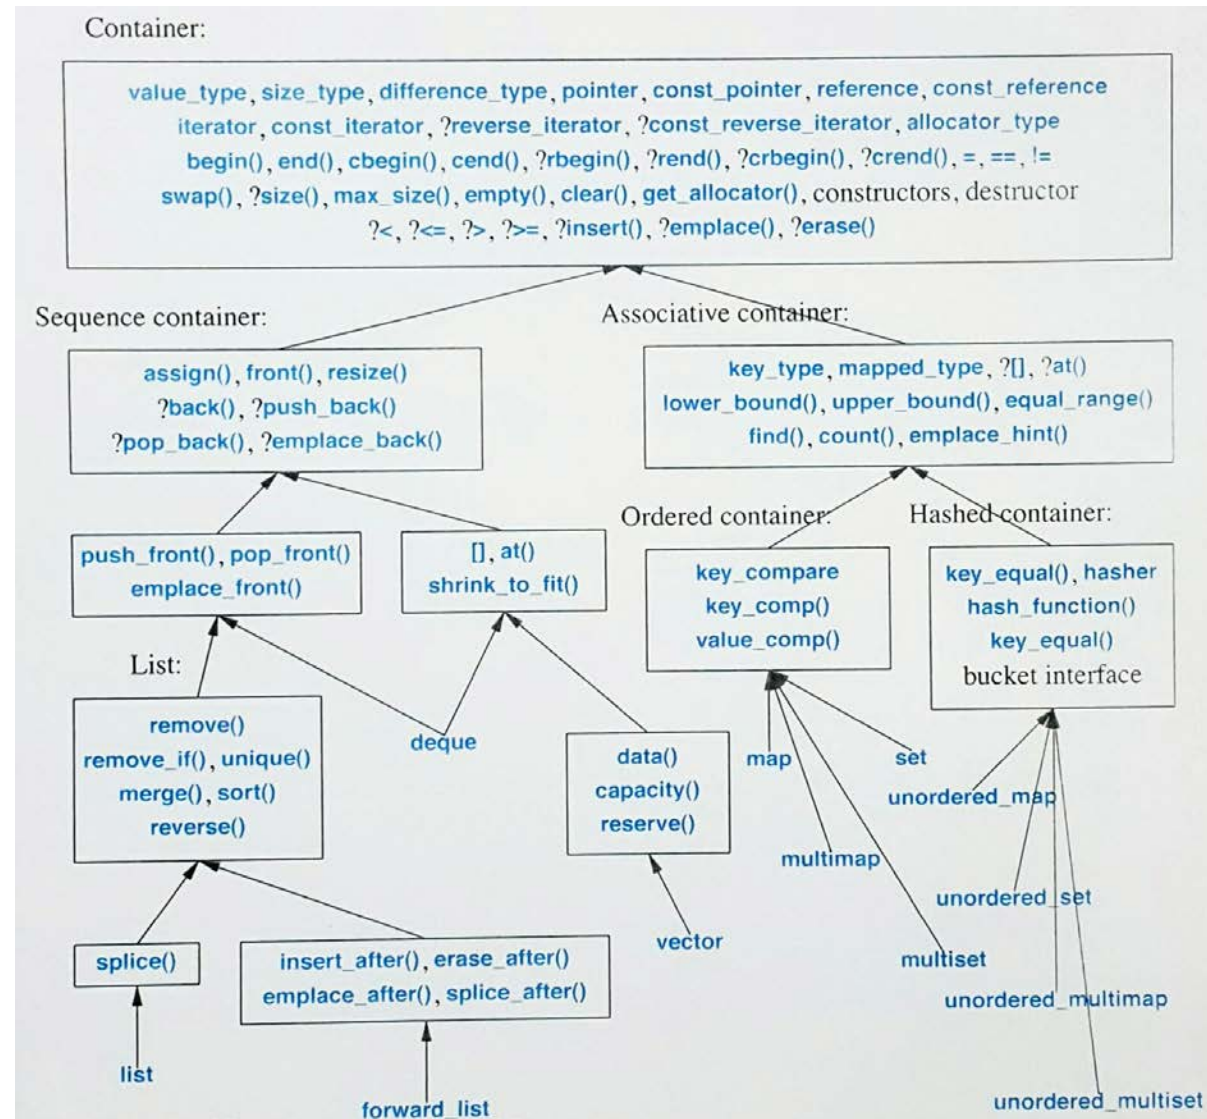 Container:
value_type, size_type, difference_type, pointer, const_pointer, reference, const_reference
iterator, const_iterator, ?reverse_iterator, ?const_reverse_iterator, allocator_type
begin(), end(), cbegin(), cend(), ?rbegin(), ?rend(), ?crbegin(), ?crend(), =, ==, !=
swap(), ?size(), max_size(), empty(), clear(), get_allocator(), constructors, destructor
?<, ?<=, ?>, ?>=, ?insert(), ?emplace(), ?erase()
Sequence container:
assign(), front(), resize()
?back(), ?push_back()
?pop_back(), ?emplace_back()
Associative container:
key_type, mapped_type, ?[], ?at()
lower_bound(), upper_bound(), equal_range()
find(), count(), emplace_hint()
push_front(), pop_front()
emplace_front()
[], at()
shrink_to_fit()
Ordered container:
key_compare
key_comp()
value_comp()
Hashed container:
key_equal(), hasher
hash_function()
key_equal()
bucket interface
List:
remove()
remove_if(), unique()
merge(), sort()
reverse()
deque
data()
capacity()
reserve()
map
set
unordered_map
multimap
unordered_set
vector
multiset
splice()
insert_after(), erase_after()
emplace_after(), splice_after()
unordered_multimap
list
forward_list
unordered_multiset